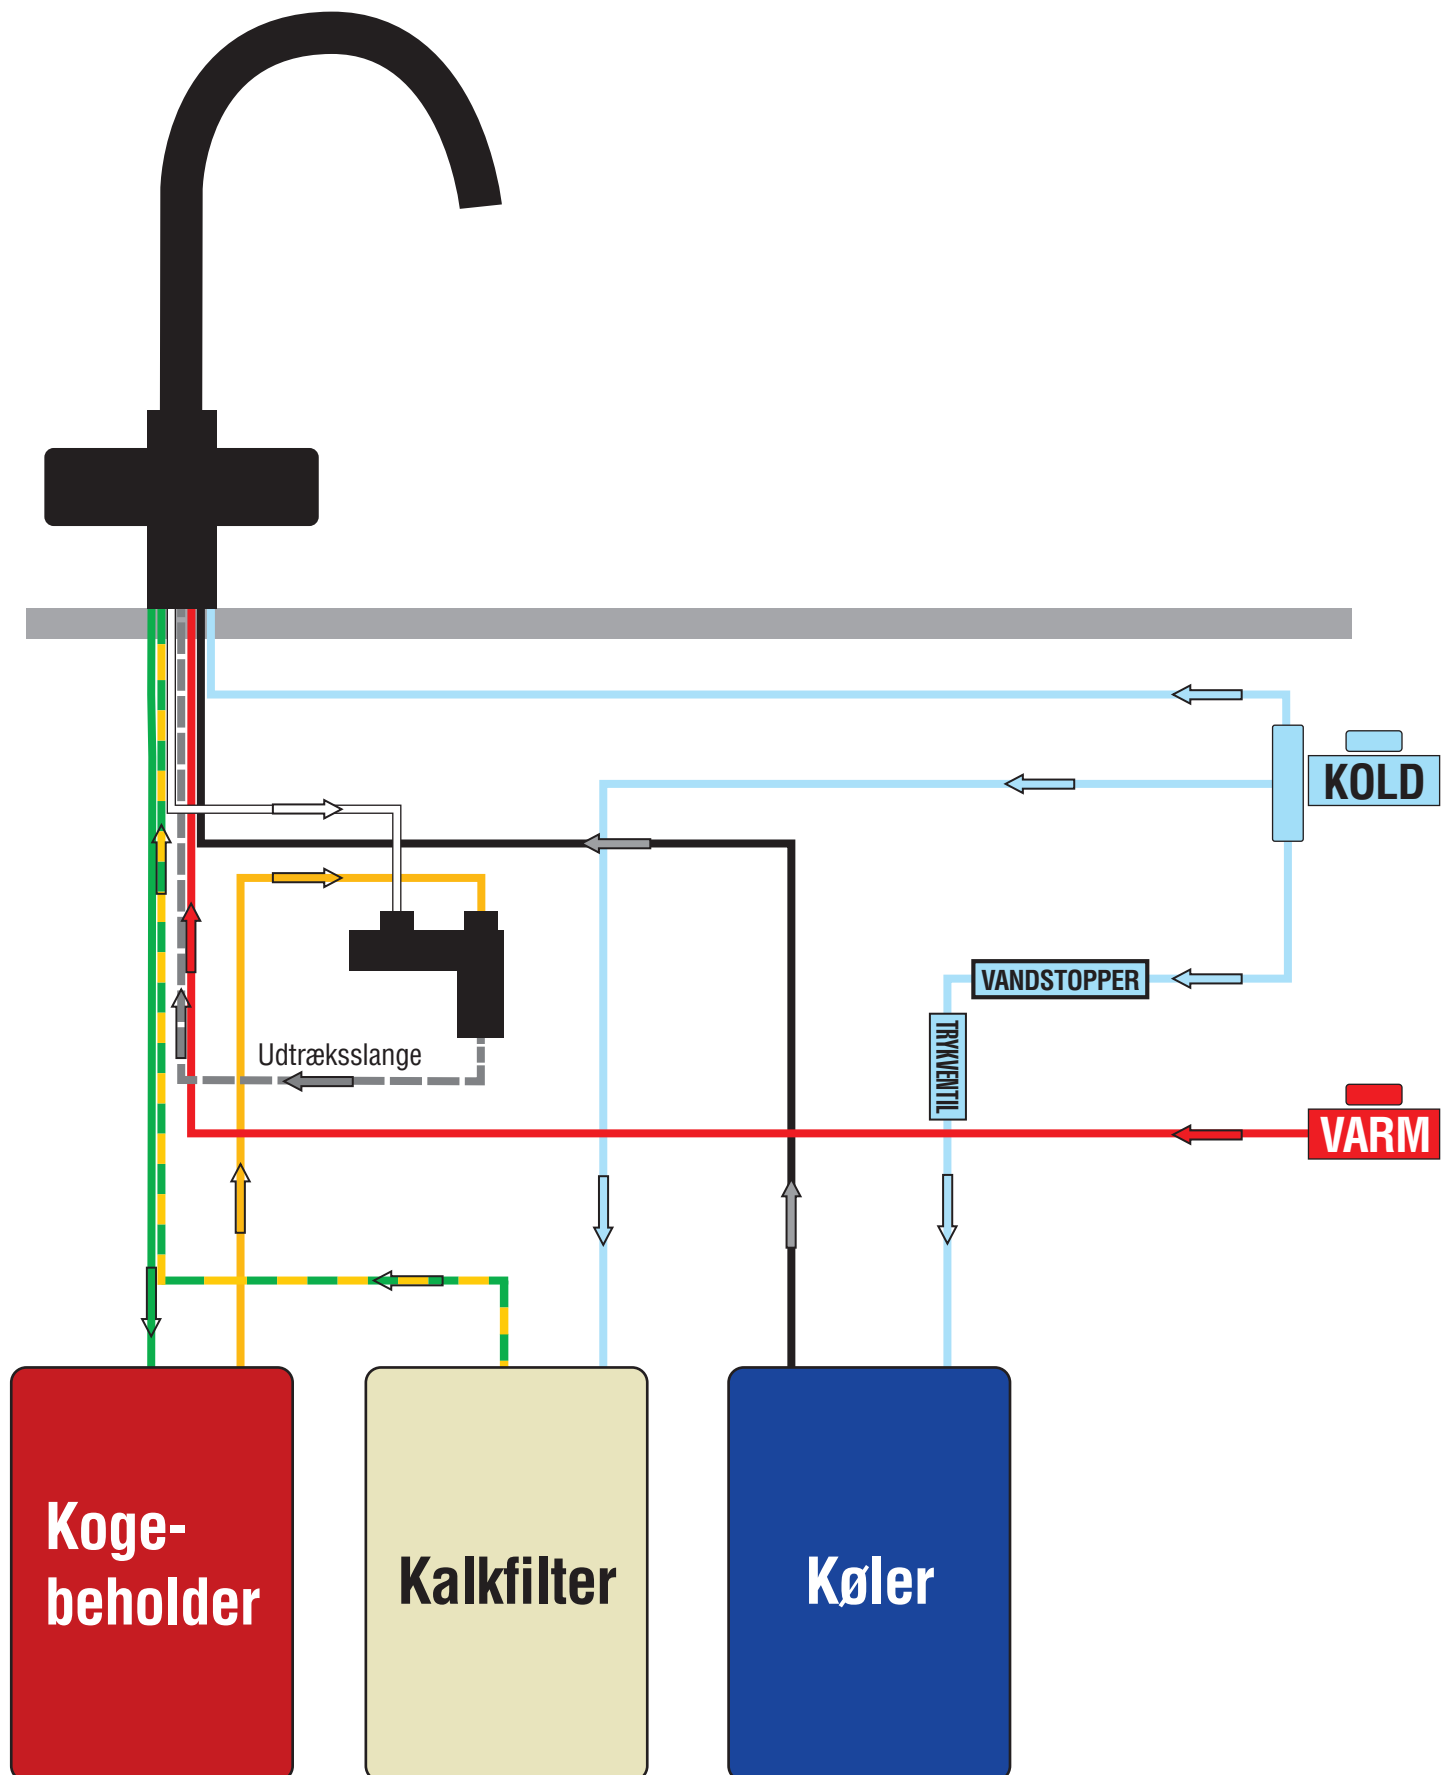 KOLD
VANDSTOPPER
TRYKVENTIL
Udtræksslange
VARM
Koge-
beholder
Kalkfilter
Køler